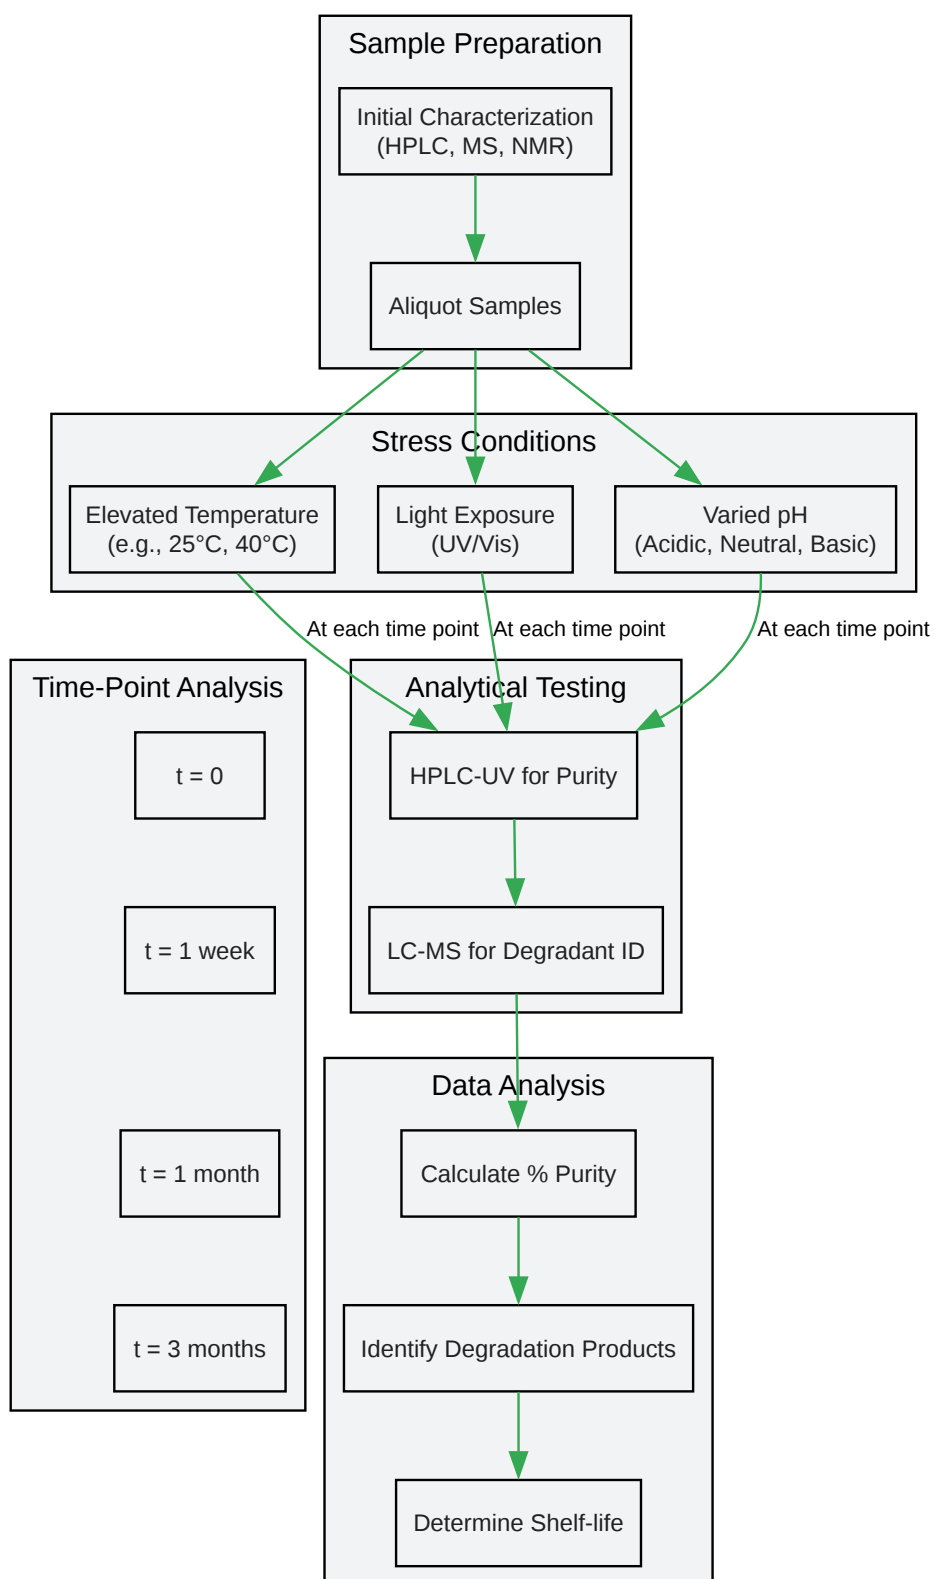 Sample Preparation
Initial Characterization
(HPLC, MS, NMR)
Aliquot Samples
Stress Conditions
Elevated Temperature
(e.g., 25°C, 40°C)
Light Exposure
(UV/Vis)
Varied pH
(Acidic, Neutral, Basic)
At each time point
At each time point
At each time point
Time-Point Analysis
t = 0
t = 1 week
t = 1 month
t = 3 months
Analytical Testing
HPLC-UV for Purity
LC-MS for Degradant ID
Data Analysis
Calculate % Purity
Identify Degradation Products
Determine Shelf-life